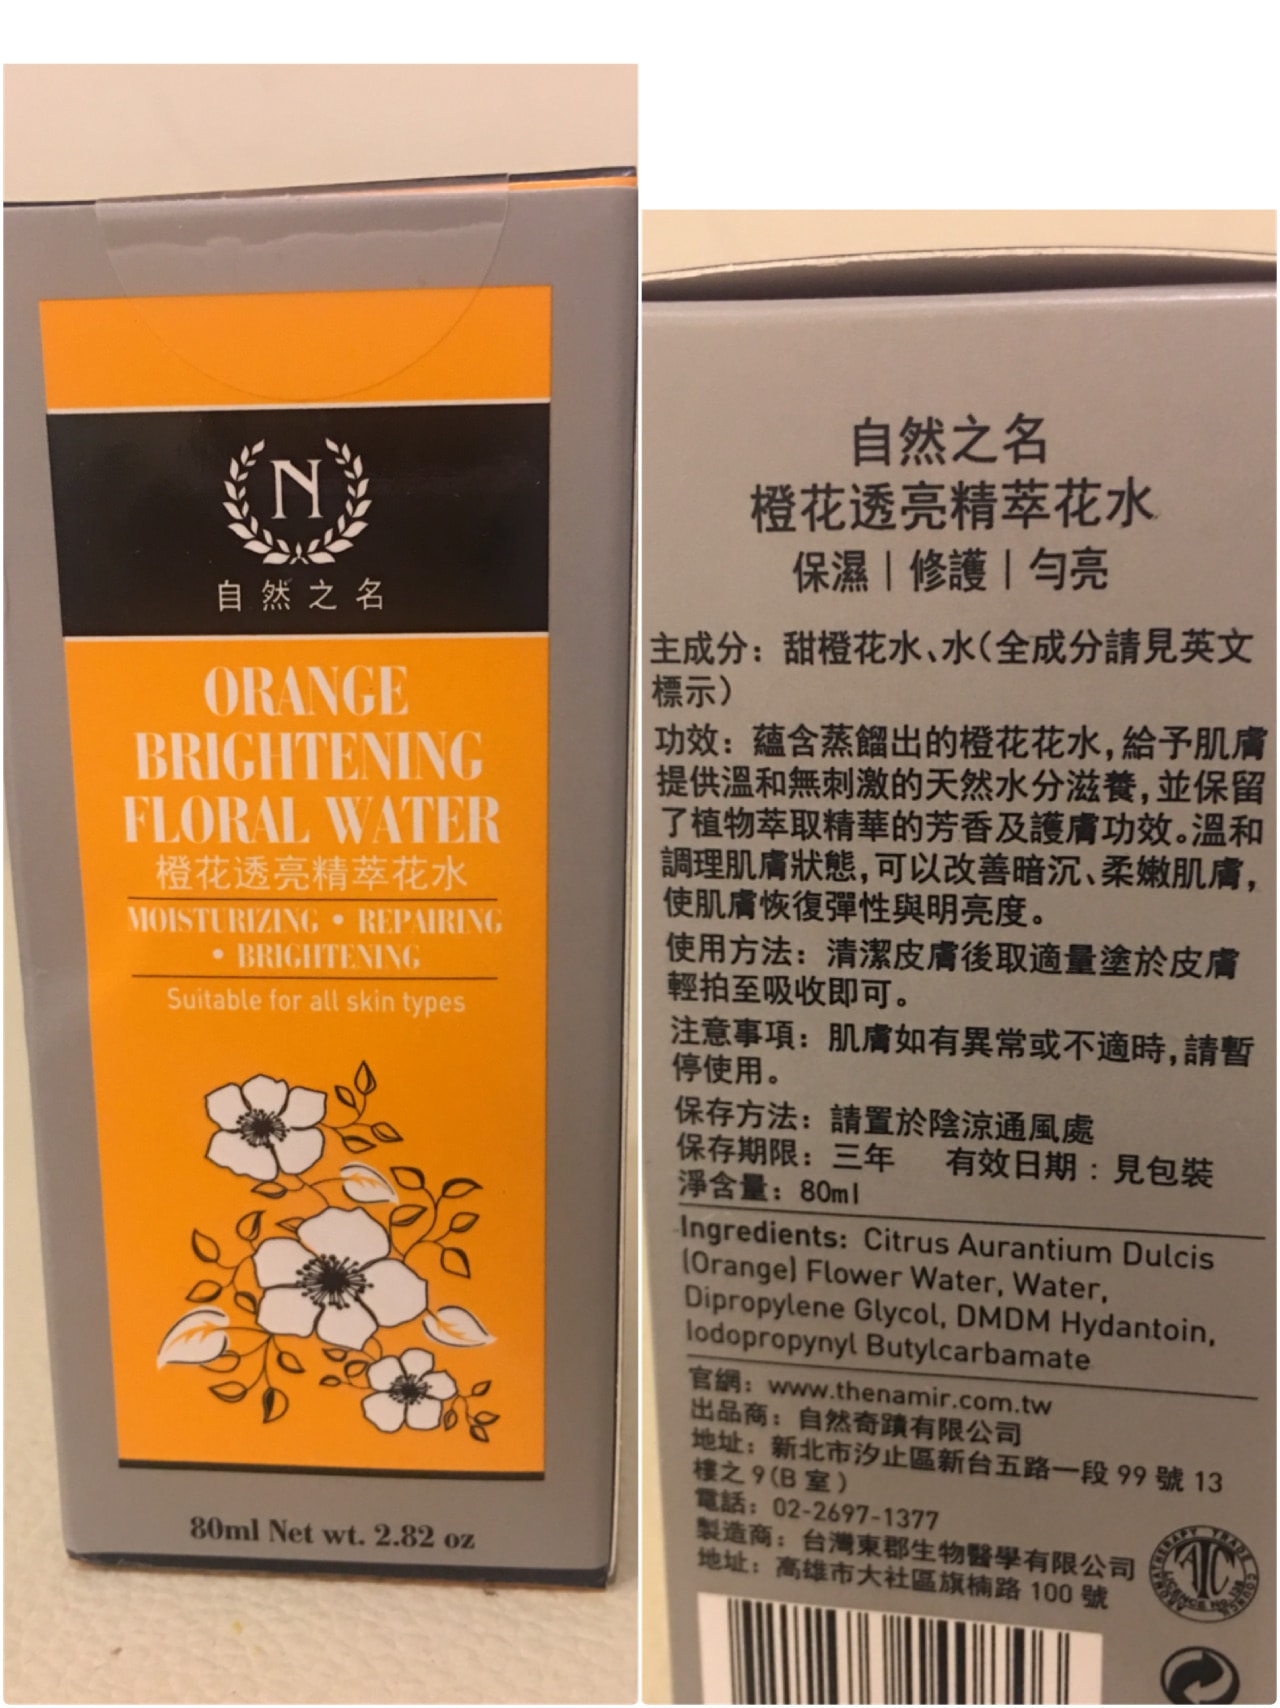 N
自然之名
ORANGE
BRIGHTENING
FLORAL WATER
橙花透亮精萃花水
MOISTURIZING • REPAIRING
• BRIGHTENING
Suitable for all skin types
80ml Net wt. 2.82 oz
自然之名
橙花透亮精萃花水
保濕｜修護｜勻亮
主成分：甜橙花水、水（全成分請見英文
標示）
功效：蘊含蒸餾出的橙花花水，給予肌膚
提供溫和無刺激的天然水分滋養，並保留
了植物萃取精華的芳香及護膚功效。溫和
調理肌膚狀態，可以改善暗沉、柔嫩肌膚，
使肌膚恢復彈性與明亮度。
使用方法：清潔皮膚後取適量塗於皮膚
輕拍至吸收即可。
注意事項：肌膚如有異常或不適時，請暫
停使用。
保存方法：請置於陰涼通風處
保存期限：三年 有效日期：見包裝
淨含量：80ml
Ingredients: Citrus Aurantium Dulcis
(Orange) Flower Water, Water,
Dipropylene Glycol, DMDM Hydantoin,
Iodopropynyl Butylcarbamate
官網：www.thenamir.com.tw
出品商：自然奇蹟有限公司
地址：新北市汐止區新台五路一段 99 號 13
樓之 9（B 室）
電話：02-2697-1377
製造商：台灣東郡生物醫學有限公司
地址：高雄市大社區旗楠路 100 號
AROMATHERAPY TRADE COUNCIL
ATC